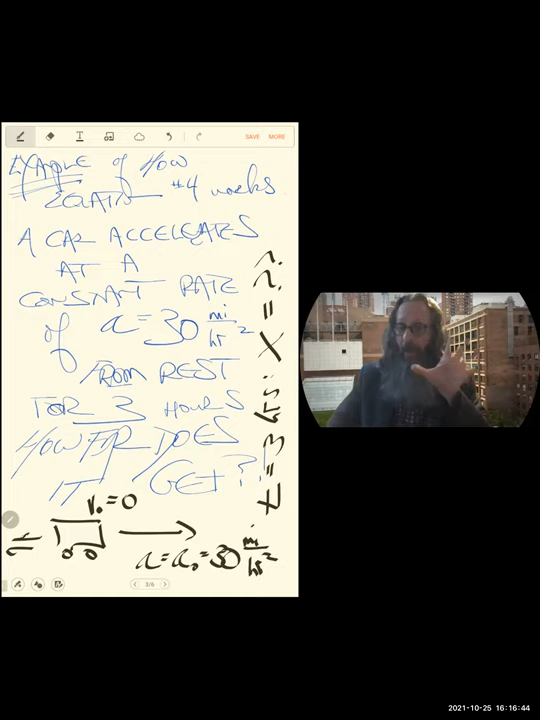 SAVE MORE
EXAMPLE of HOW
EQUATION #4 works.
A CAR ACCELERATES
AT A
CONSTANT RATE
of a = 30 mi/hr²
FROM REST
FOR 3 HOURS
HOW FAR DOES
IT GET?
t = 3 hrs: X = ??
V₀ = 0
a = a₀ = 30 mi/hr²
3/6
2021-10-25 16:16:44